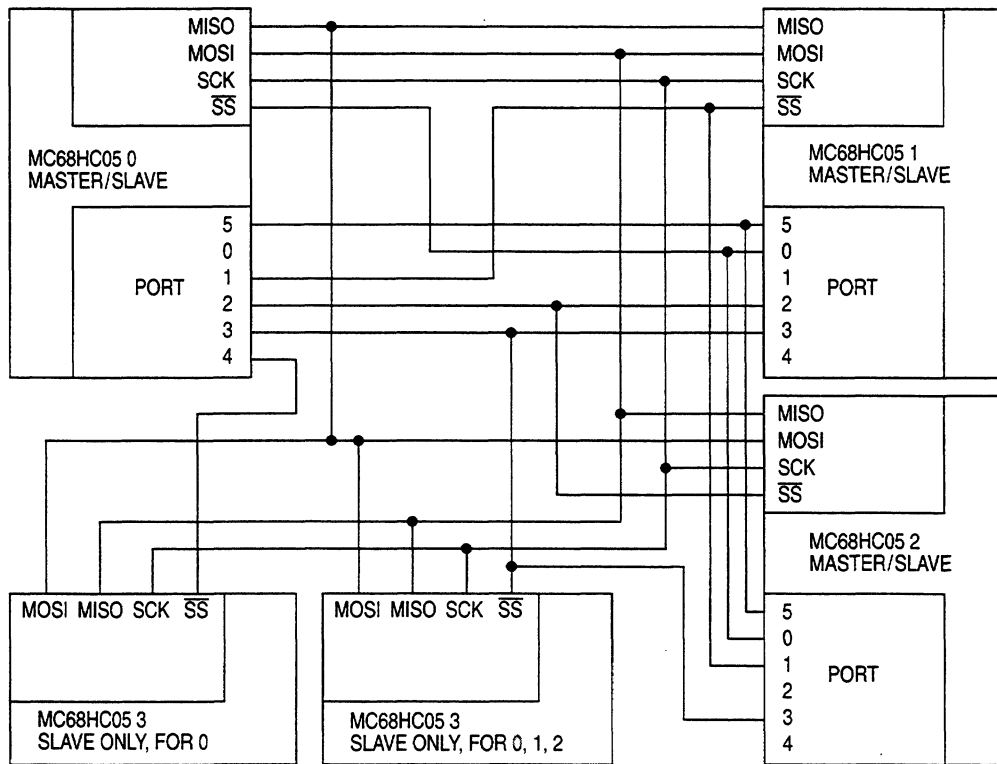 MISO
MOSI
SCK
SS
MC68HC05 0
MASTER/SLAVE
5
0
1
2
3
4
PORT
MISO
MOSI
SCK
SS
MC68HC05 1
MASTER/SLAVE
5
0
1
2
3
4
PORT
MISO
MOSI
SCK
SS
MC68HC05 2
MASTER/SLAVE
5
0
1
2
3
4
PORT
MOSI MISO SCK SS
MC68HC05 3
SLAVE ONLY, FOR 0
MOSI MISO SCK SS
MC68HC05 3
SLAVE ONLY, FOR 0, 1, 2